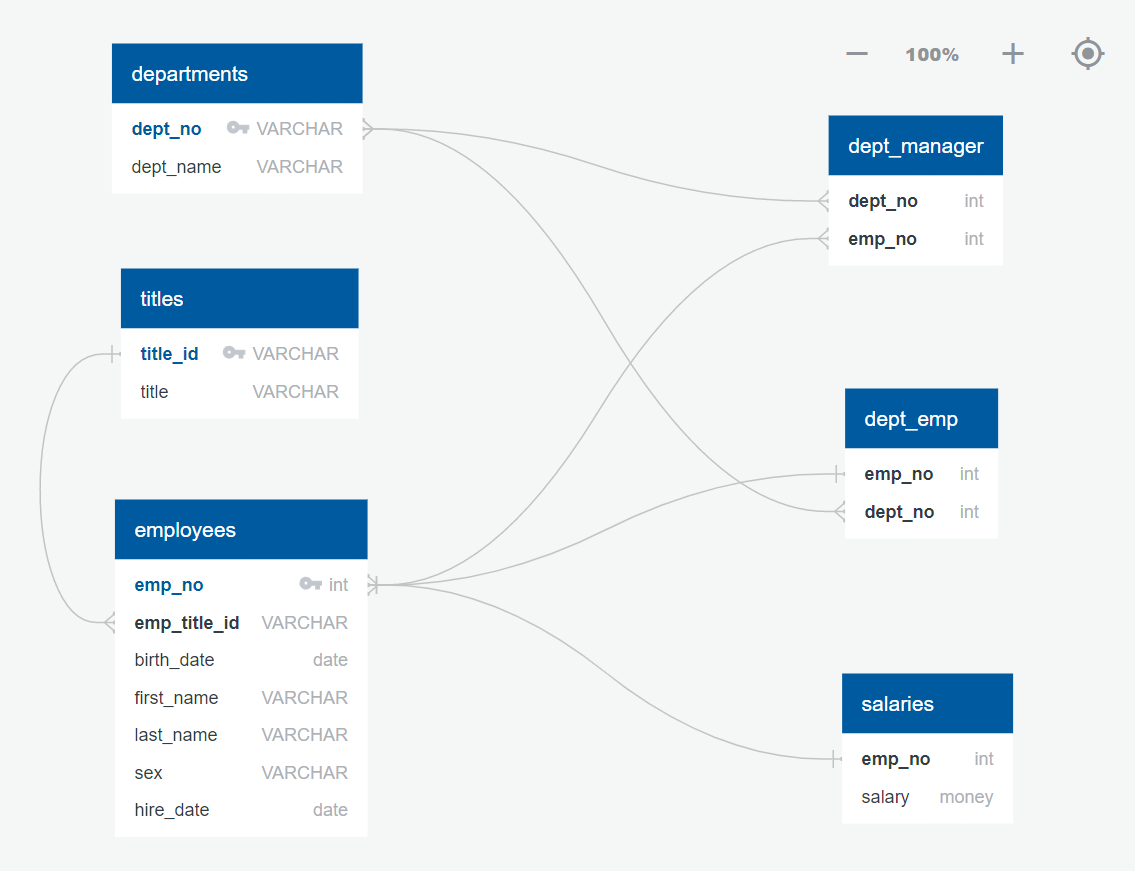 100%
departments
dept_no VARCHAR
dept_name VARCHAR
dept_manager
dept_no int
emp_no int
titles
title_id VARCHAR
title VARCHAR
dept_emp
emp_no int
dept_no int
employees
emp_no int
emp_title_id VARCHAR
birth_date date
first_name VARCHAR
last_name VARCHAR
sex VARCHAR
hire_date date
salaries
emp_no int
salary money